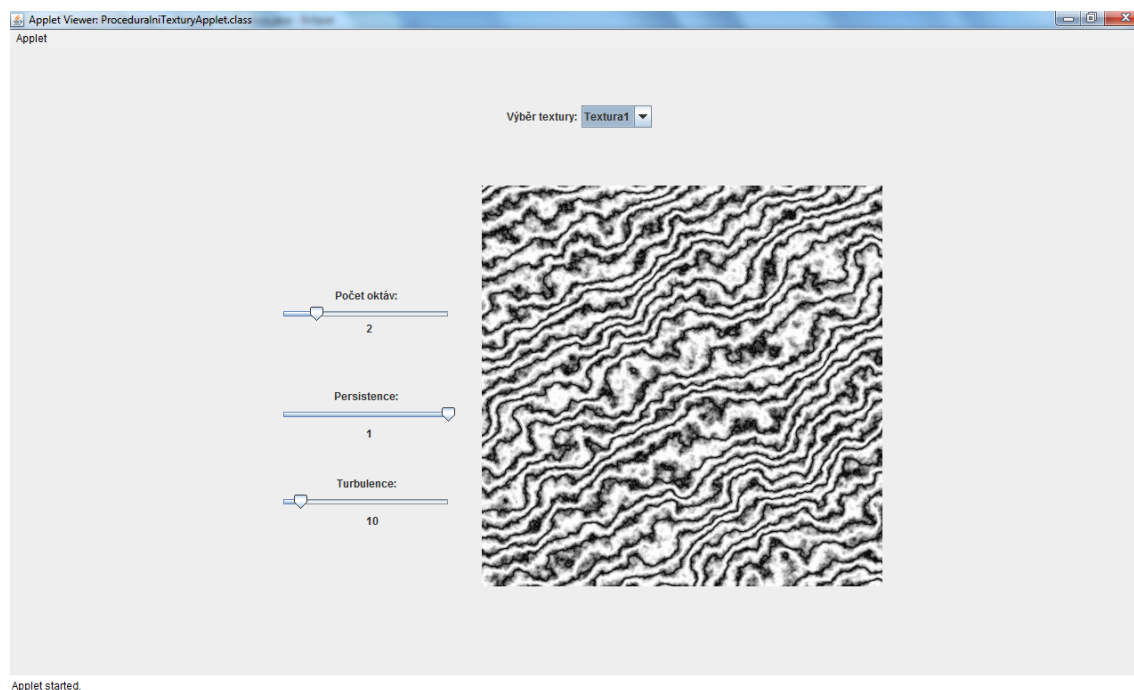 Applet Viewer: ProceduralniTexturyApplet.class
Applet
Výběr textury: Textura1
Počet oktáv:
2
Persistence:
1
Turbulence:
10
Applet started.